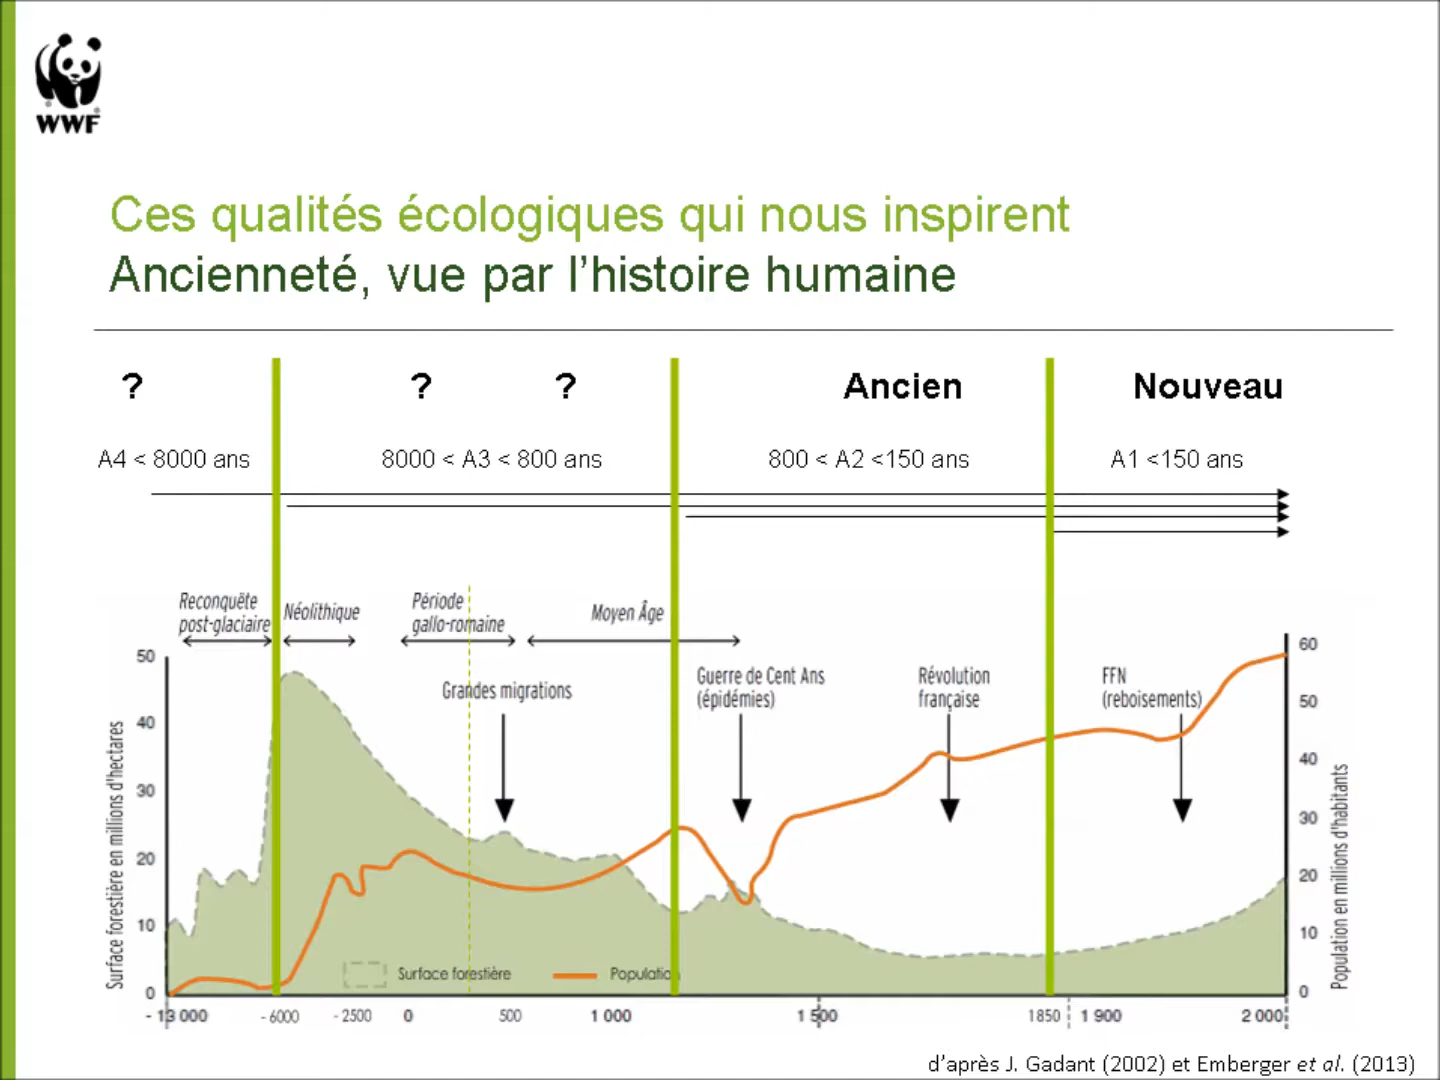 WWF
Ces qualités écologiques qui nous inspirent
Ancienneté, vue par l'histoire humaine
? ? ? Ancien Nouveau
A4 < 8000 ans 8000 < A3 < 800 ans 800 < A2 <150 ans A1 <150 ans
Reconquête
post-glaciaire
Néolithique
Période
gallo-romaine
Moyen Âge
Grandes migrations
Guerre de Cent Ans
(épidémies)
Révolution
française
FFN
(reboisements)
Surface forestière en millions d'hectares
50
40
30
20
10
0
60
50
40
30
20
10
0
Population en millions d'habitants
Surface forestière Population
- 13 000 - 6000 - 2500 0 500 1 000 1 500 1850 1 900 2 000
d'après J. Gadant (2002) et Emberger et al. (2013)